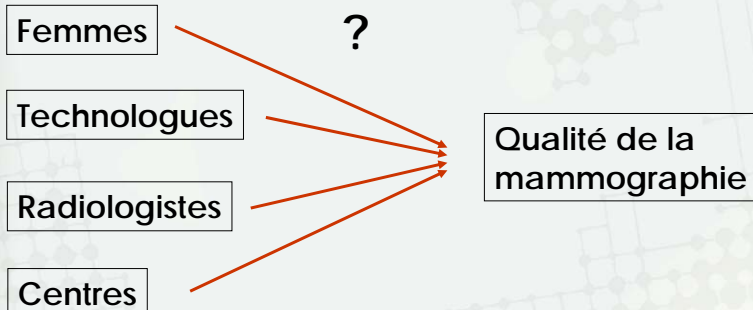 Femmes
?
Technologues
Qualité de la
mammographie
Radiologistes
Centres